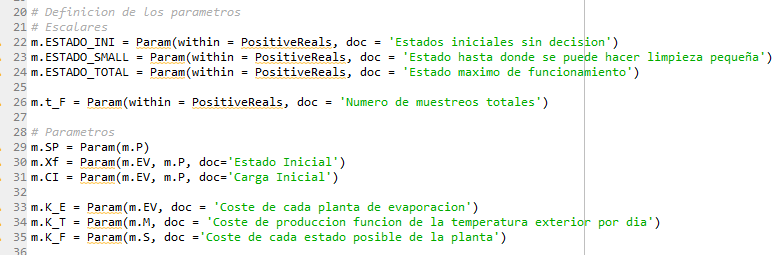 20 # Definicion de los parametros
21 # Escalares
22 m.ESTADO_INI = Param(within = PositiveReals, doc = 'Estados iniciales sin decision')
23 m.ESTADO_SMALL = Param(within = PositiveReals, doc = 'Estado hasta donde se puede hacer limpieza pequeña')
24 m.ESTADO_TOTAL = Param(within = PositiveReals, doc = 'Estado maximo de funcionamiento')
25
26 m.t_F = Param(within = PositiveReals, doc = 'Numero de muestreos totales')
27
28 # Parametros
29 m.SP = Param(m.P)
30 m.Xf = Param(m.EV, m.P, doc='Estado Inicial')
31 m.CI = Param(m.EV, m.P, doc='Carga Inicial')
32
33 m.K_E = Param(m.EV, doc = 'Coste de cada planta de evaporacion')
34 m.K_T = Param(m.M, doc = 'Coste de produccion funcion de la temperatura exterior por dia')
35 m.K_F = Param(m.S, doc ='Coste de cada estado posible de la planta')
36